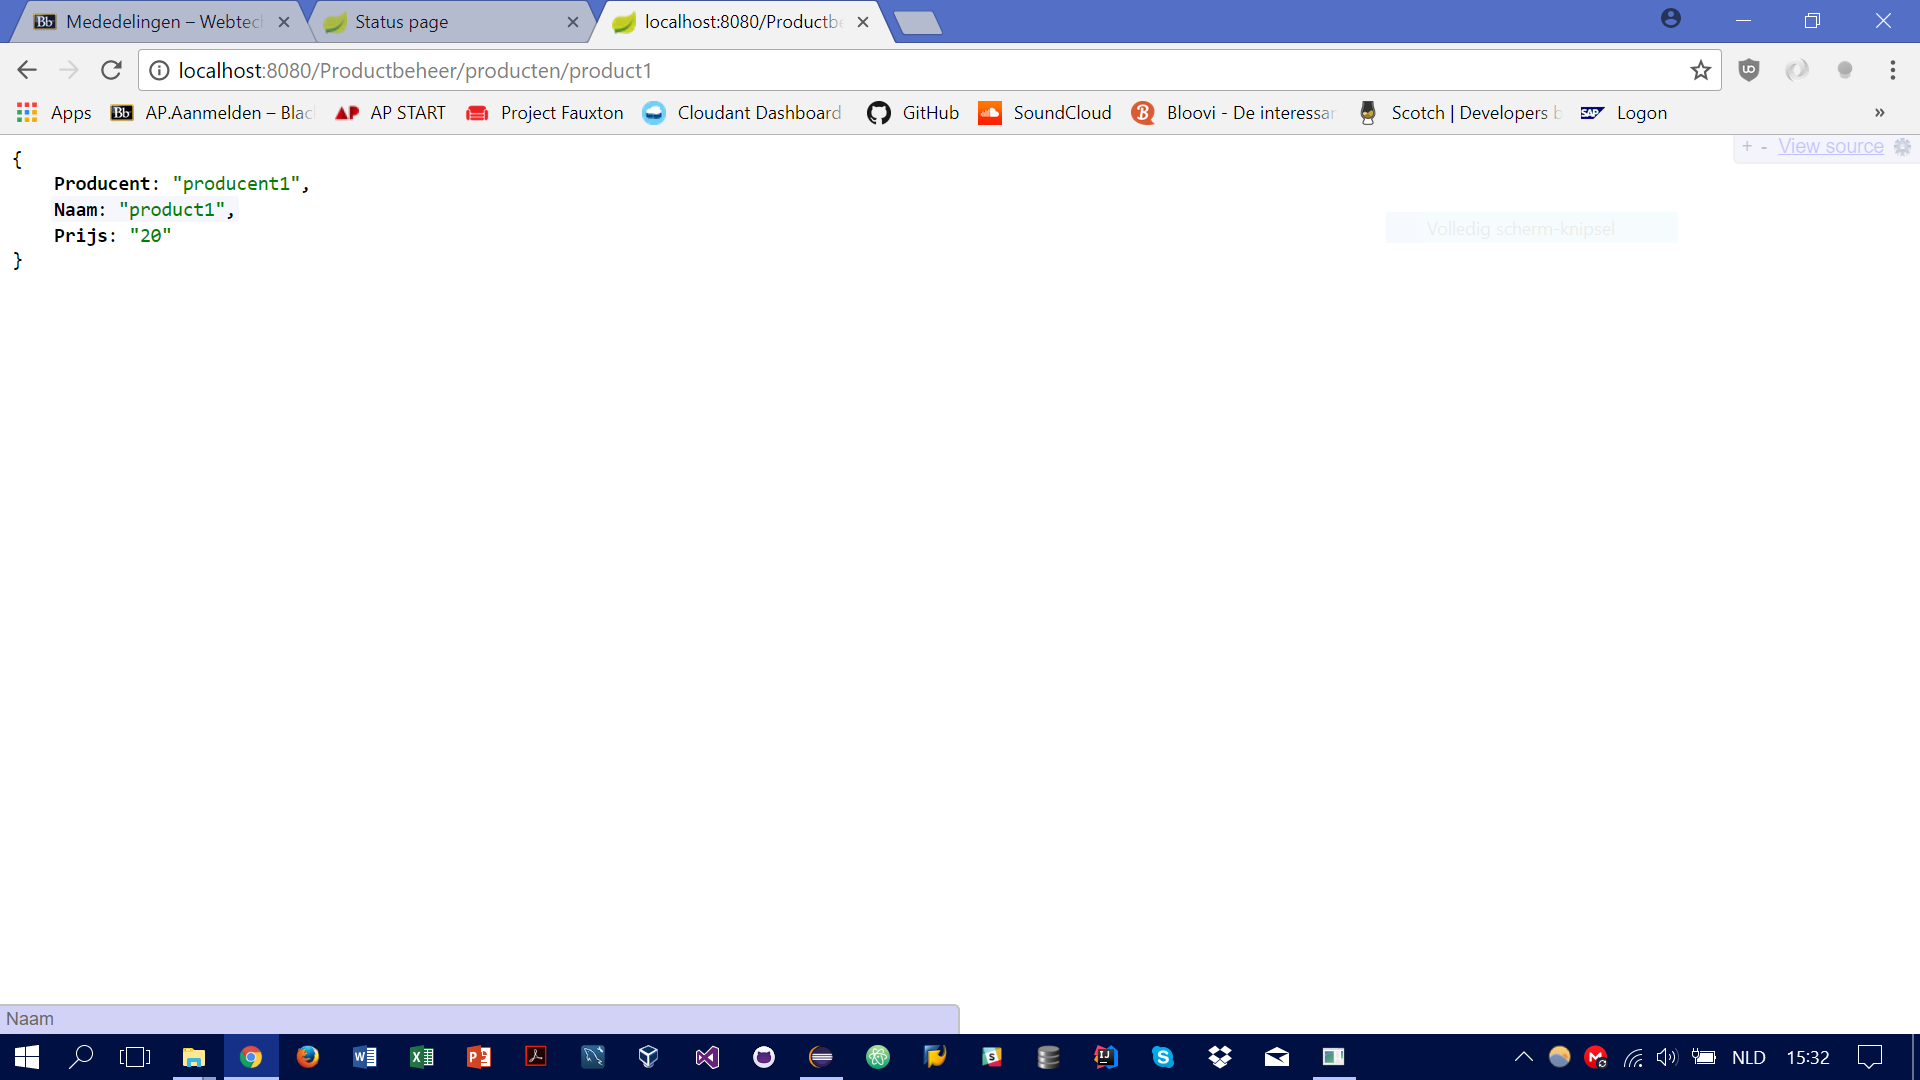 Mededelingen – Webtec
Status page
localhost:8080/Productbe
localhost:8080/Productbeheer/producten/product1
Apps
Bb
AP.Aanmelden – Blac
AP START
Project Fauxton
Cloudant Dashboard
GitHub
SoundCloud
Bloovi - De interessar
Scotch | Developers b
Logon
»
+ - View source
{
Producent: "producent1",
Naam: "product1",
Prijs: "20"
}
Volledig scherm-knipsel
Naam
NLD
15:32